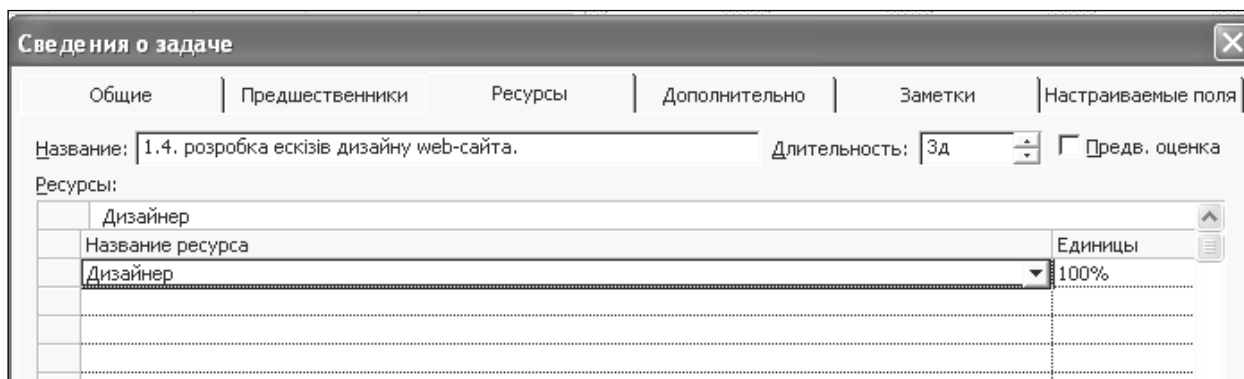 Сведения о задаче
Общие Предшественники Ресурсы Дополнительно Заметки Настраиваемые поля
Название: 1.4. розробка ескізів дизайну web-сайта. Длительность: 3д Предв. оценка
Ресурсы:
Дизайнер
Название ресурса Единицы
Дизайнер 100%